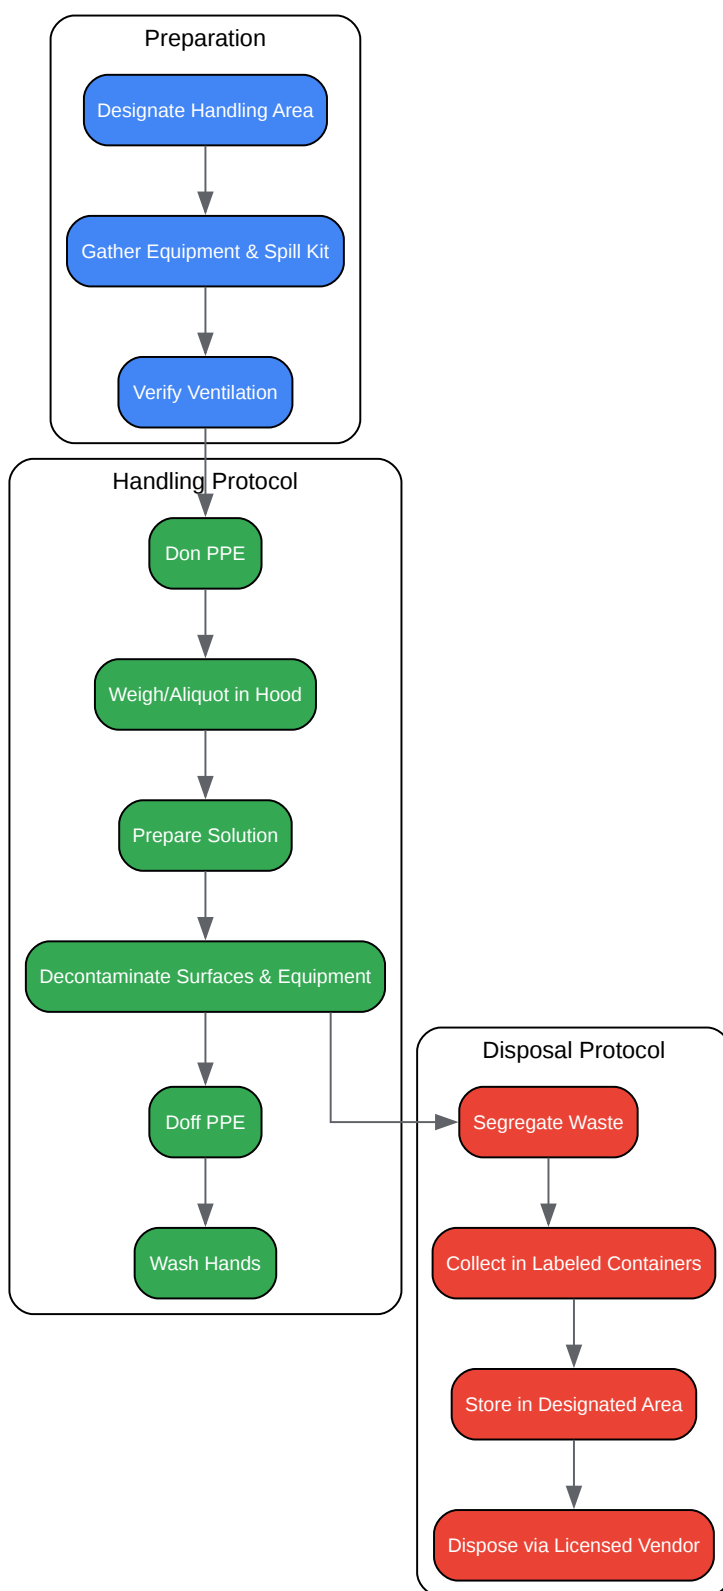 Preparation
Designate Handling Area
Gather Equipment & Spill Kit
Verify Ventilation
Handling Protocol
Don PPE
Weigh/Aliquot in Hood
Prepare Solution
Decontaminate Surfaces & Equipment
Doff PPE
Wash Hands
Disposal Protocol
Segregate Waste
Collect in Labeled Containers
Store in Designated Area
Dispose via Licensed Vendor